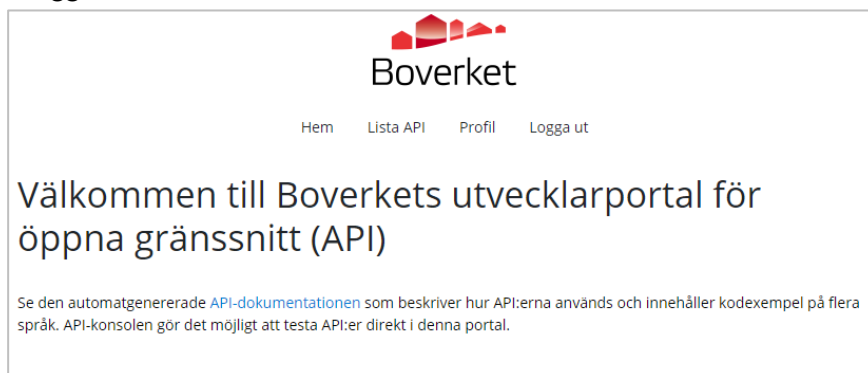 Boverket
Hem Lista API Profil Logga ut
Välkommen till Boverkets utvecklarportal för
öppna gränssnitt (API)
Se den automatgenererade API-dokumentationen som beskriver hur API:erna används och innehåller kodexempel på flera
språk. API-konsolen gör det möjligt att testa API:er direkt i denna portal.